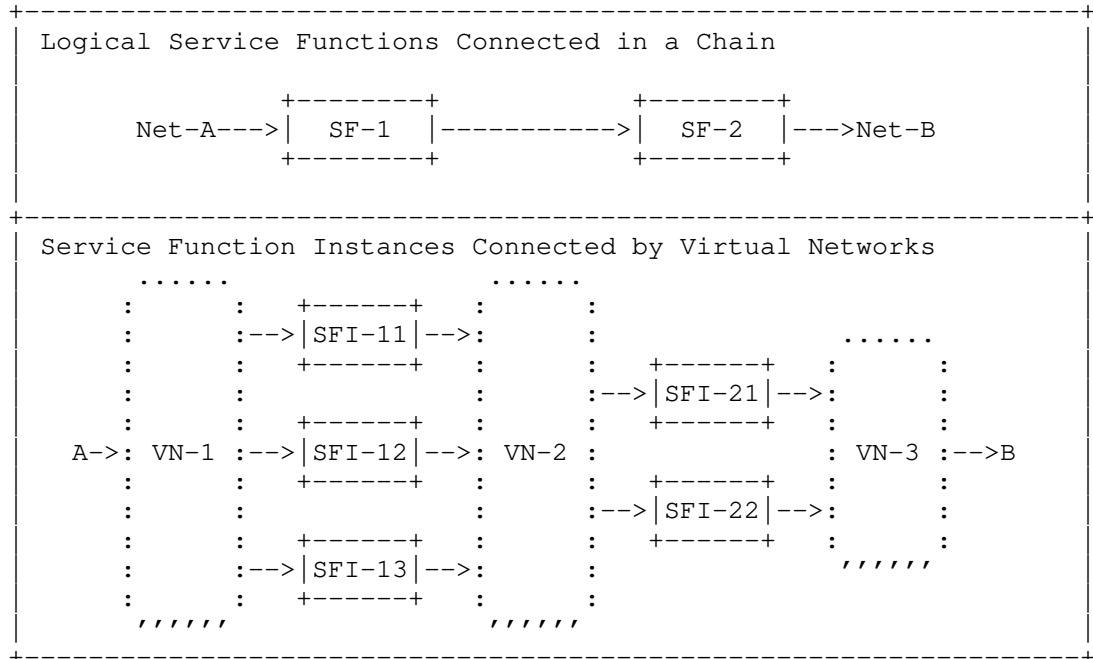 Logical Service Functions Connected in a Chain
Net-A--->| SF-1 |----------->| SF-2 |--->Net-B
Service Function Instances Connected by Virtual Networks
:-->|SFI-11|-->:
:-->|SFI-21|-->:
A->: VN-1 :-->|SFI-12|-->: VN-2 : : VN-3 :-->B
:-->|SFI-22|-->:
:-->|SFI-13|-->: